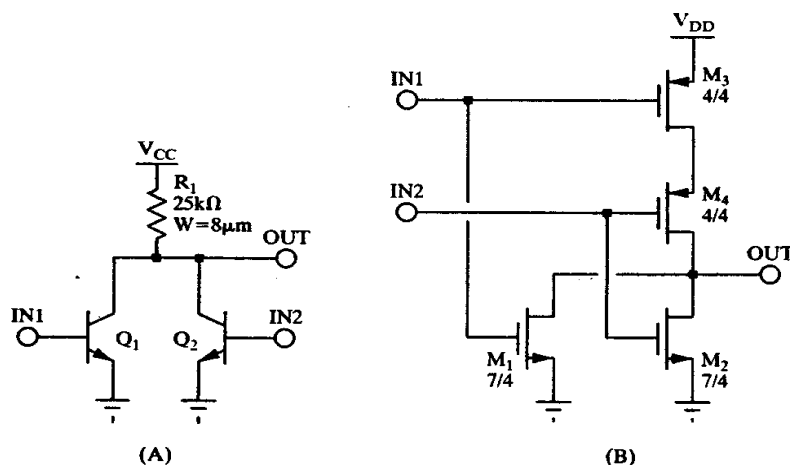 V_CC
R_1
25kΩ
W=8μm
OUT
IN1
Q_1
Q_2
IN2
(A)
V_DD
IN1
M_3
4/4
IN2
M_4
4/4
OUT
M_1
7/4
M_2
7/4
(B)